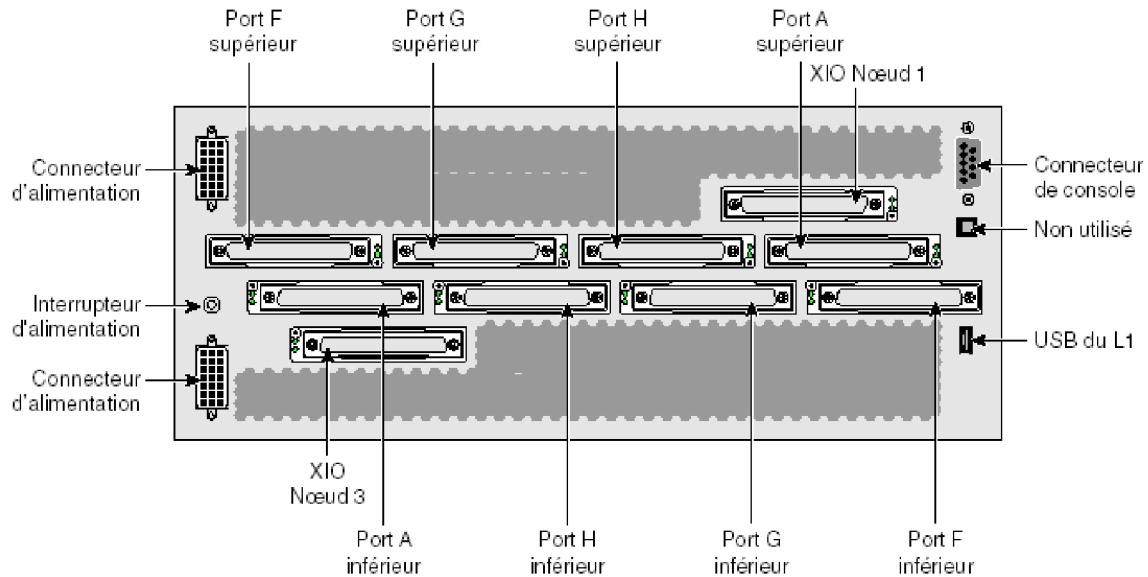 Port F
supérieur
Port G
supérieur
Port H
supérieur
Port A
supérieur
XIO Nœud 1
Connecteur
d'alimentation
Connecteur
de console
Non utilisé
Interrupteur
d'alimentation
USB du L1
Connecteur
d'alimentation
XIO
Nœud 3
Port A
inférieur
Port H
inférieur
Port G
inférieur
Port F
inférieur